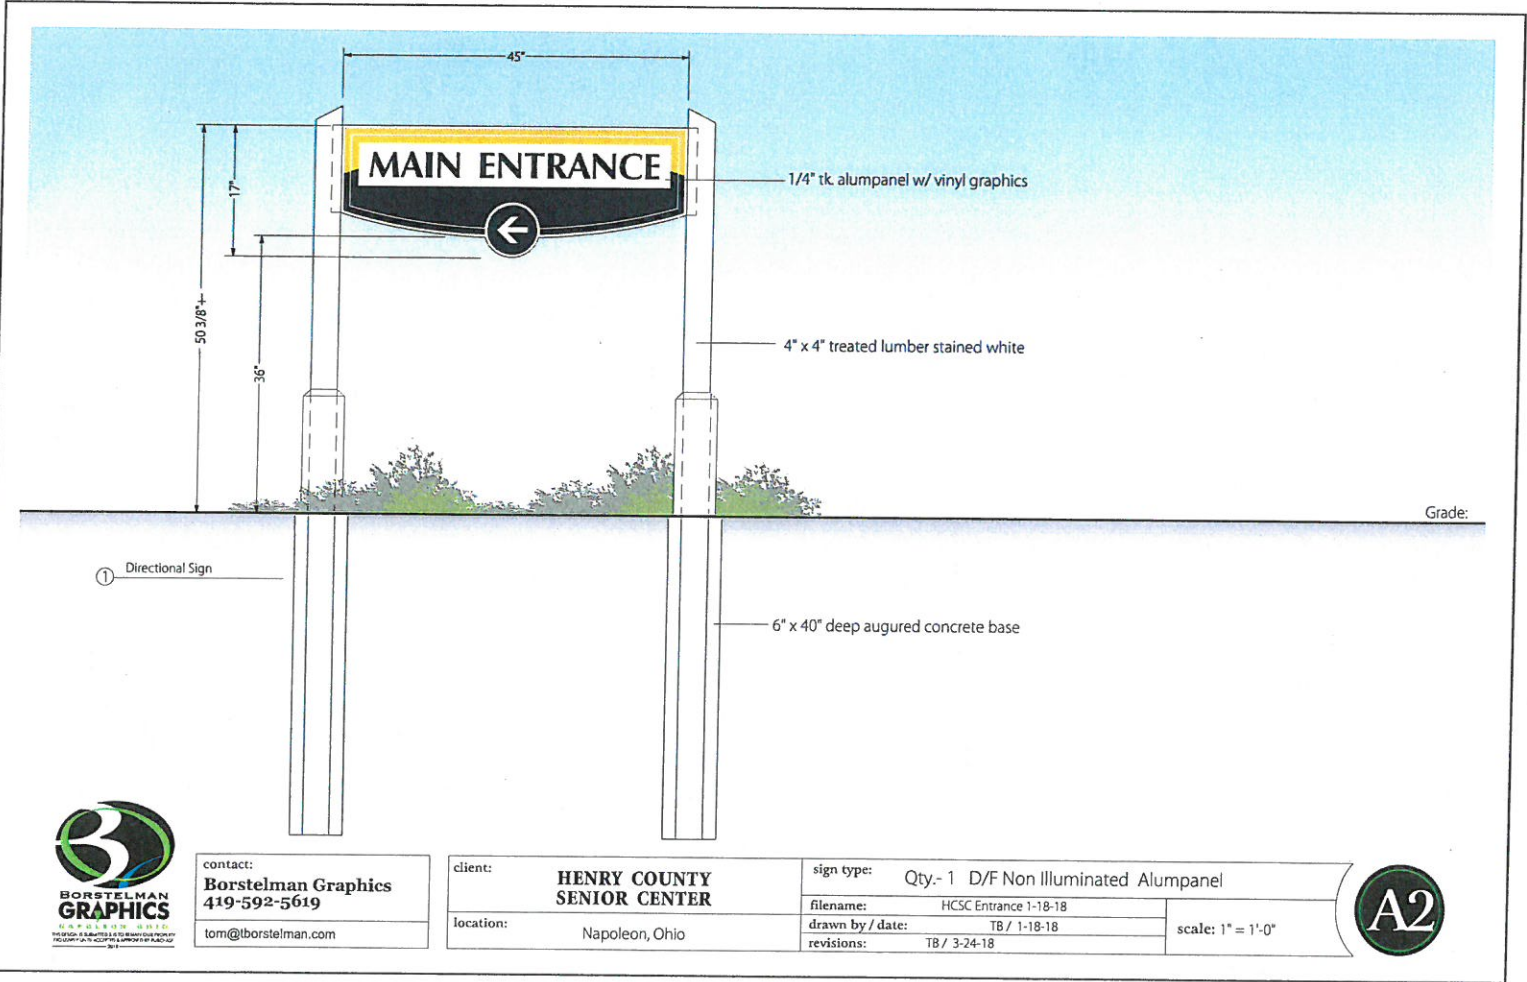 45"
17"
50 3/8"+
36"
MAIN ENTRANCE
1/4" tk. alumpanel w/ vinyl graphics
4" x 4" treated lumber stained white
Grade:
1 Directional Sign
6" x 40" deep augured concrete base
BORSTELMAN
GRAPHICS
NAPOLEON OHIO
contact:
Borstelman Graphics
419-592-5619
tom@tborstelman.com
client:
HENRY COUNTY
SENIOR CENTER
location:
Napoleon, Ohio
sign type: Qty.- 1 D/F Non Illuminated Alumpanel
filename: HCSC Entrance 1-18-18
drawn by / date: TB / 1-18-18
revisions: TB / 3-24-18
scale: 1" = 1'-0"
A2